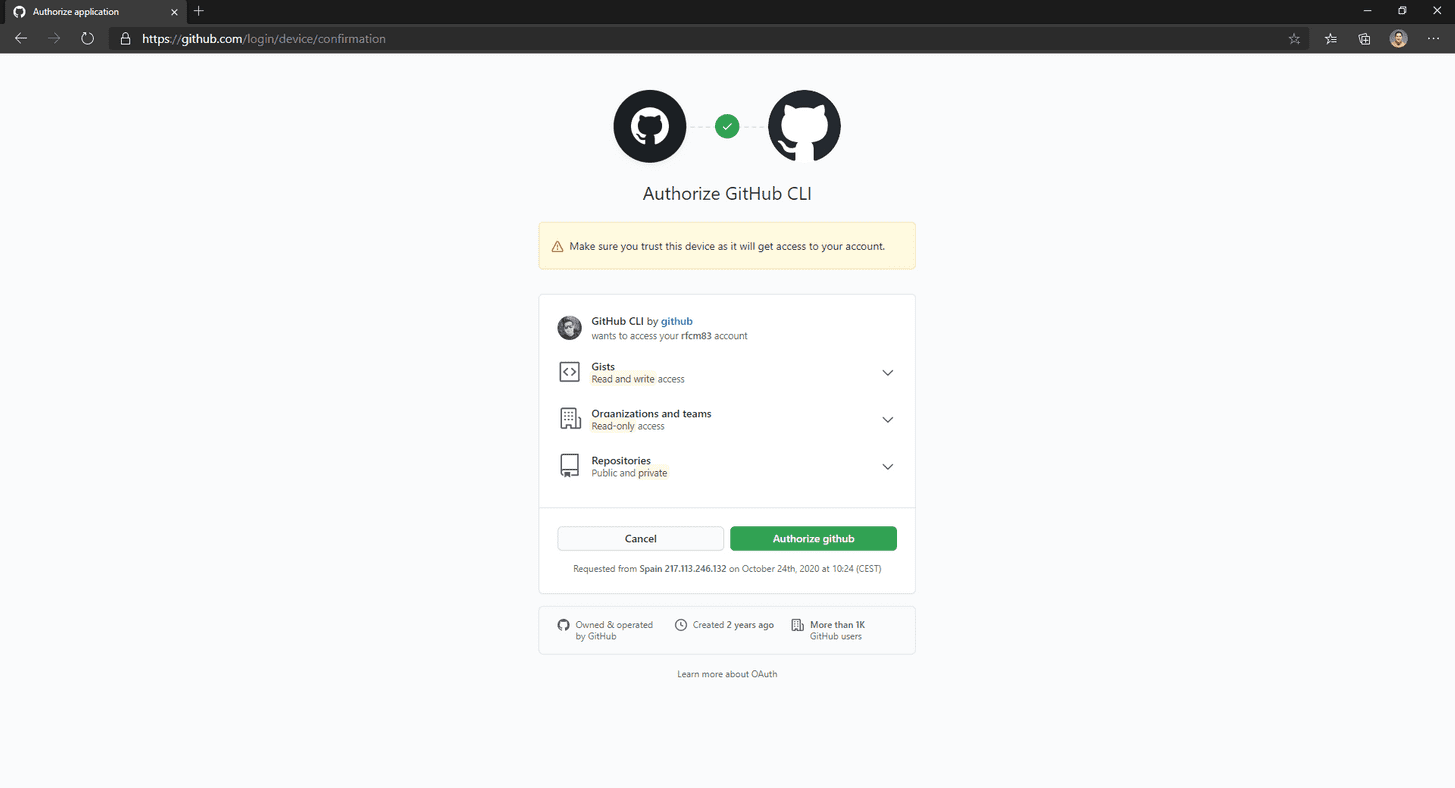 Authorize application
https://github.com/login/device/confirmation
Authorize GitHub CLI
Make sure you trust this device as it will get access to your account.
GitHub CLI by github
wants to access your rfcm83 account
Gists
Read and write access
Organizations and teams
Read-only access
Repositories
Public and private
Cancel
Authorize github
Requested from Spain 217.113.246.132 on October 24th, 2020 at 10:24 (CEST)
Owned & operated
by GitHub
Created 2 years ago
More than 1K
GitHub users
Learn more about OAuth